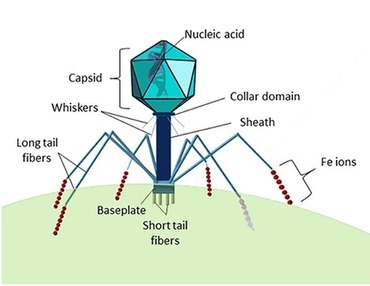 Nucleic acid
Capsid
Whiskers
Collar domain
Sheath
Long tail
fibers
Fe ions
Baseplate
Short tail
fibers